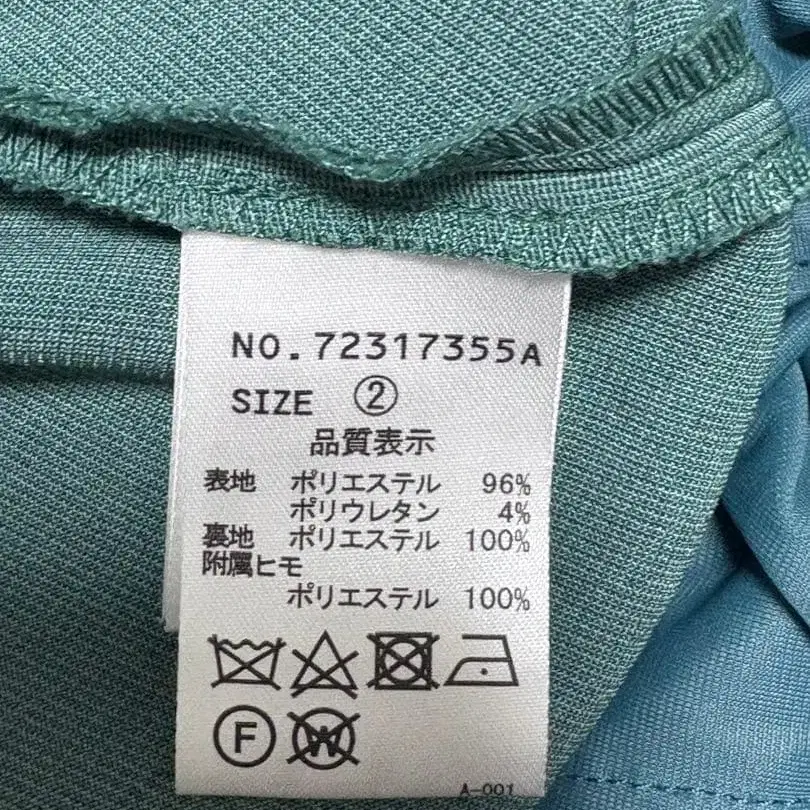 NO.72317355A
SIZE ②
品質表示
表地 ポリエステル 96%
ポリウレタン 4%
裏地 ポリエステル 100%
附属ヒモ
ポリエステル 100%
F W
A-001